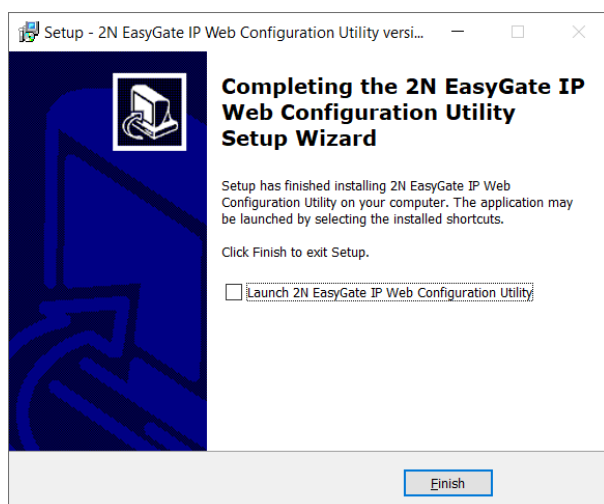 Setup - 2N EasyGate IP Web Configuration Utility versi...
Completing the 2N EasyGate IP
Web Configuration Utility
Setup Wizard
Setup has finished installing 2N EasyGate IP Web
Configuration Utility on your computer. The application may
be launched by selecting the installed shortcuts.
Click Finish to exit Setup.
Launch 2N EasyGate IP Web Configuration Utility
Finish